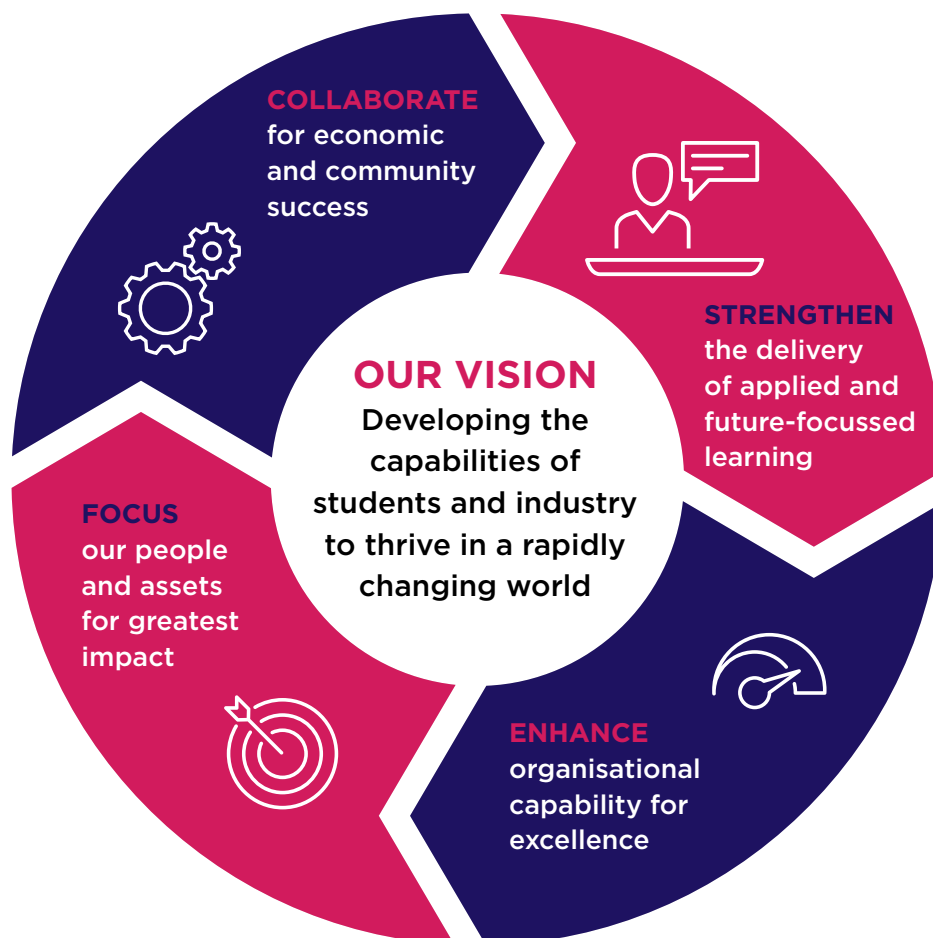 COLLABORATE
for economic
and community
success
STRENGTHEN
the delivery
of applied and
future-focussed
learning
OUR VISION
Developing the
capabilities of
students and industry
to thrive in a rapidly
changing world
FOCUS
our people
and assets
for greatest
impact
ENHANCE
organisational
capability for
excellence